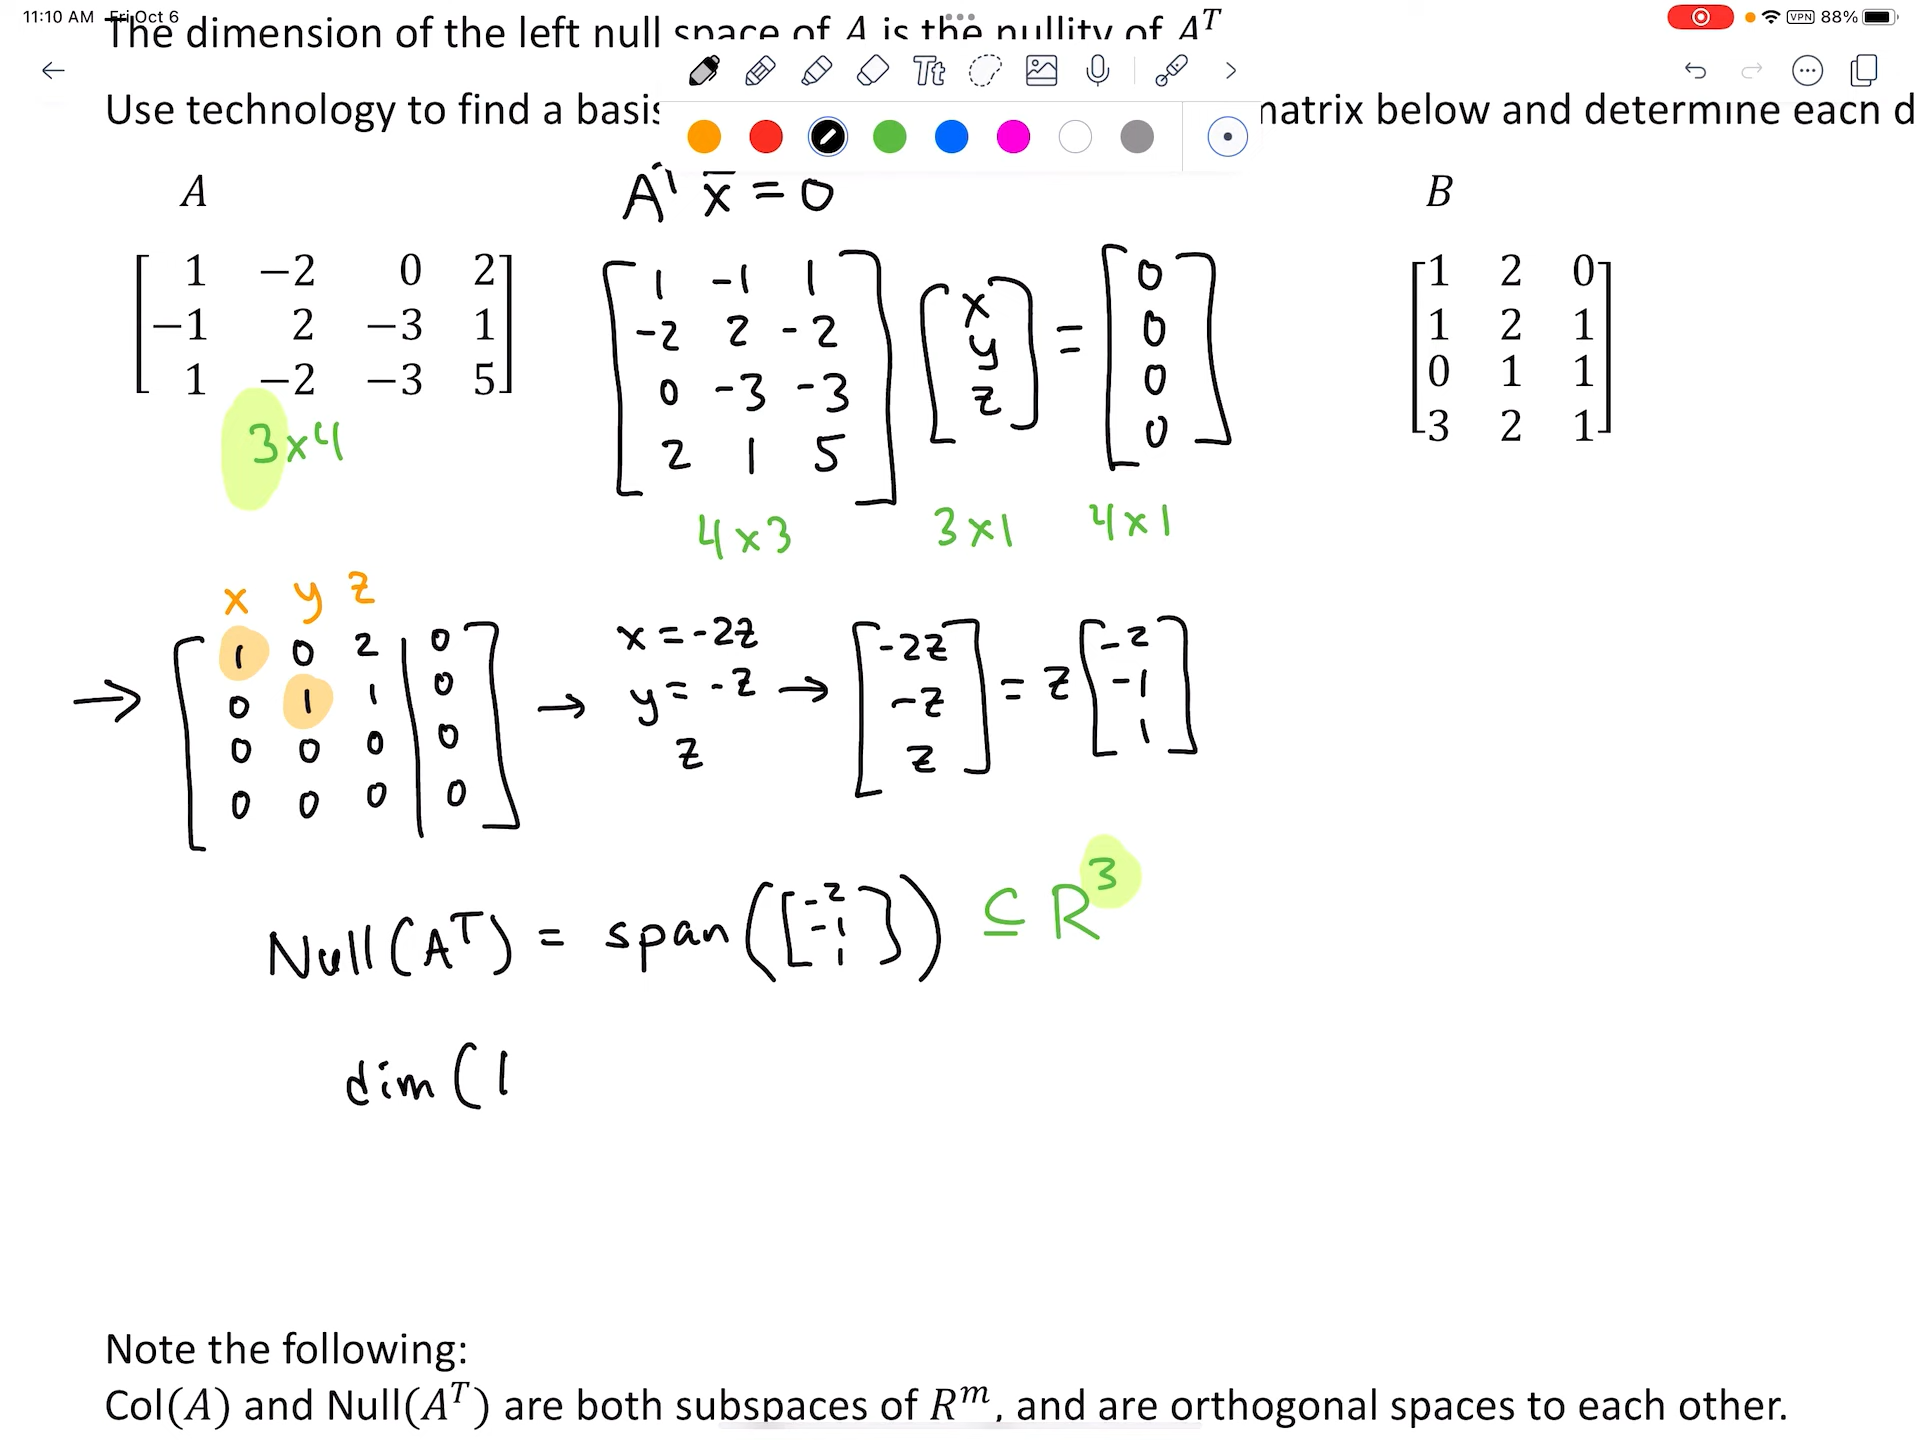 11:10 AM Fri Oct 6
VPN 88%
The dimension of the left null space of A is the nullity of A^T
Use technology to find a basis
matrix below and determine each d
Tt
A
A^T x̄ = 0
B
[1 −2 0 2]
[−1 2 −3 1]
[1 −2 −3 5]
3x4
[1 -1 1]
[-2 2 -2]
[0 -3 -3]
[2 1 5]
[x y z] = [0 0 0 0]
4x3 3x1 4x1
[1 2 0]
[1 2 1]
[0 1 1]
[3 2 1]
x y z
→ [1 0 2 | 0]
[0 1 1 | 0]
[0 0 0 | 0]
[0 0 0 | 0]
→ x = -2z
y = -z
z
→ [-2z -z z] = z [-2 -1 1]
Null(A^T) = span([-2 -1 1]) ⊆ R^3
dim (
Note the following:
Col(A) and Null(A^T) are both subspaces of R^m, and are orthogonal spaces to each other.